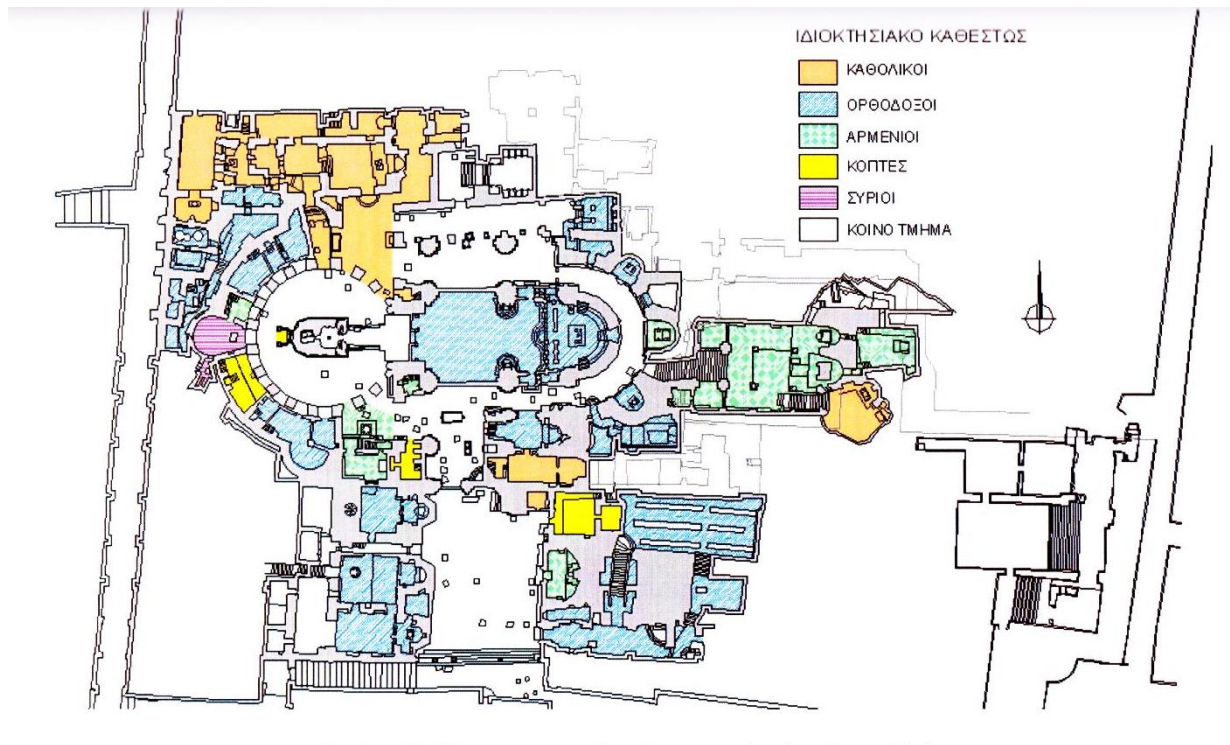 ΙΔΙΟΚΤΗΣΙΑΚΟ ΚΑΘΕΣΤΩΣ
ΚΑΘΟΛΙΚΟΙ
ΟΡΘΟΔΟΞΟΙ
ΑΡΜΕΝΙΟΙ
ΚΟΠΤΕΣ
ΣΥΡΙΟΙ
ΚΟΙΝΟ ΤΜΗΜΑ